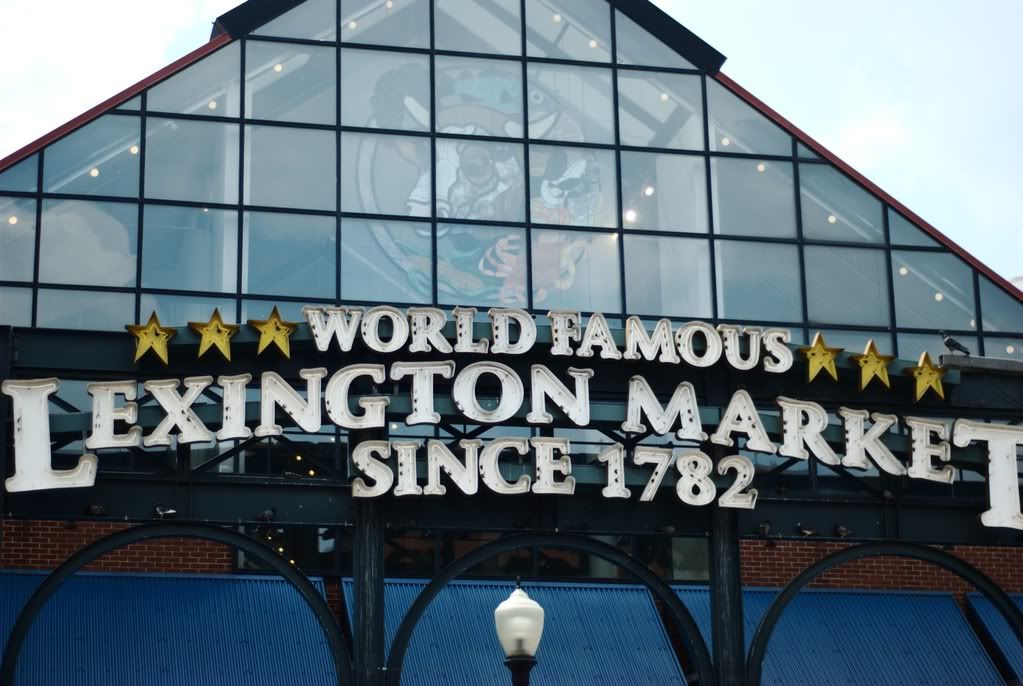 WORLD FAMOUS
LEXINGTON MARKET
SINCE 1782